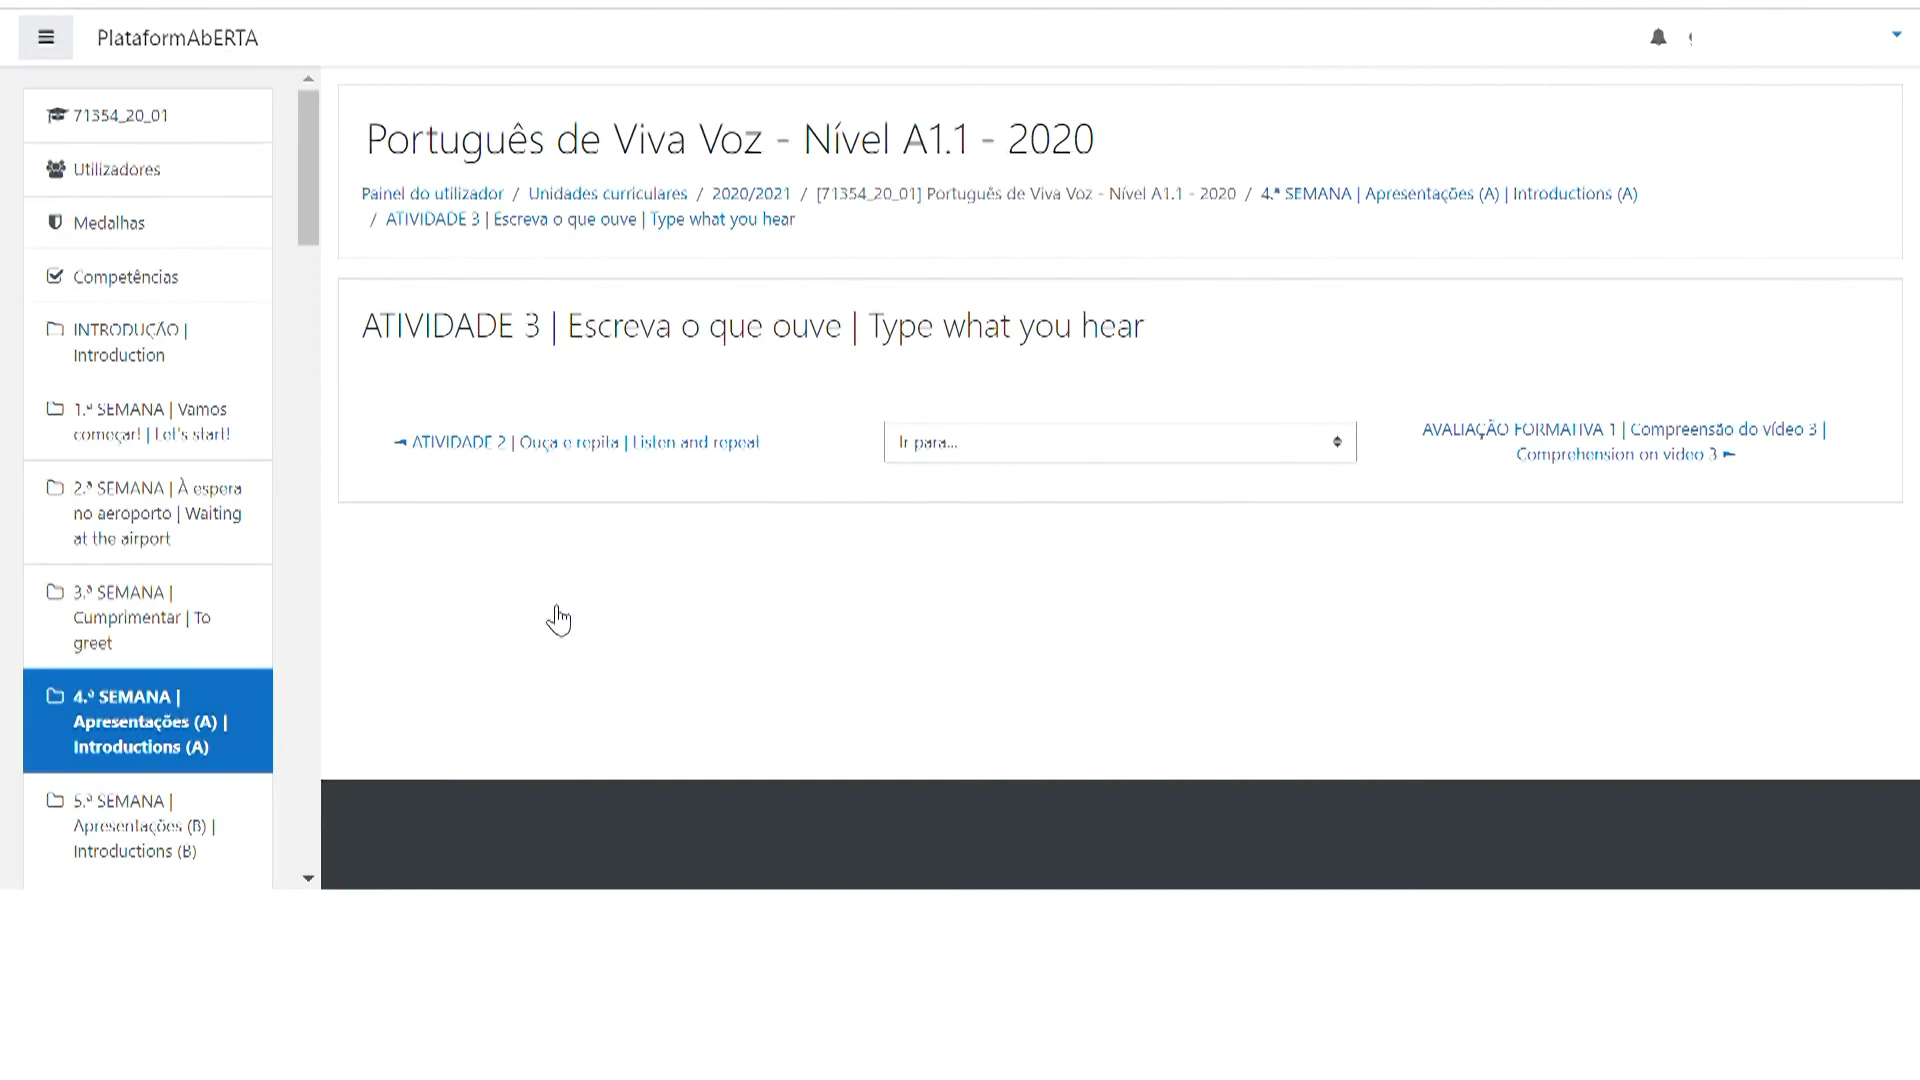 PlataformAbERTA
71354_20_01
Utilizadores
Medalhas
Competências
INTRODUÇÃO |
Introduction
1.ª SEMANA | Vamos
começar! | Let's start!
2.ª SEMANA | À espera
no aeroporto | Waiting
at the airport
3.ª SEMANA |
Cumprimentar | To
greet
4.ª SEMANA |
Apresentações (A) |
Introductions (A)
5.ª SEMANA |
Apresentações (B) |
Introductions (B)
Português de Viva Voz - Nível A1.1 - 2020
Painel do utilizador / Unidades curriculares / 2020/2021 / [71354_20_01] Português de Viva Voz - Nível A1.1 - 2020 / 4.ª SEMANA | Apresentações (A) | Introductions (A)
/ ATIVIDADE 3 | Escreva o que ouve | Type what you hear
ATIVIDADE 3 | Escreva o que ouve | Type what you hear
◄ ATIVIDADE 2 | Ouça e repita | Listen and repeat
Ir para...
AVALIAÇÃO FORMATIVA 1 | Compreensão do vídeo 3 |
Comprehension on video 3 ►